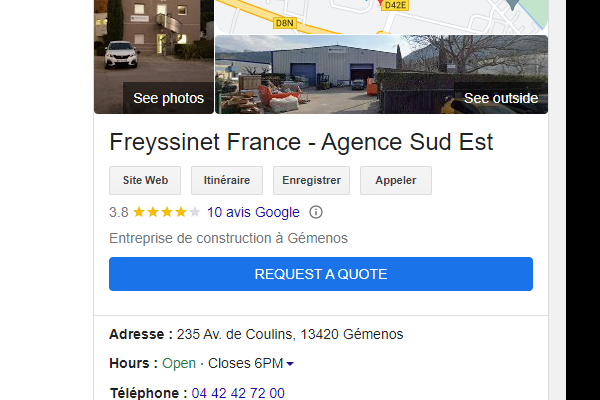 D8N
D42E
See photos
See outside
Freyssinet France - Agence Sud Est
Site Web
Itinéraire
Enregistrer
Appeler
3.8 10 avis Google
Entreprise de construction à Gémenos
REQUEST A QUOTE
Adresse : 235 Av. de Coulins, 13420 Gémenos
Hours : Open · Closes 6PM
Téléphone : 04 42 42 72 00